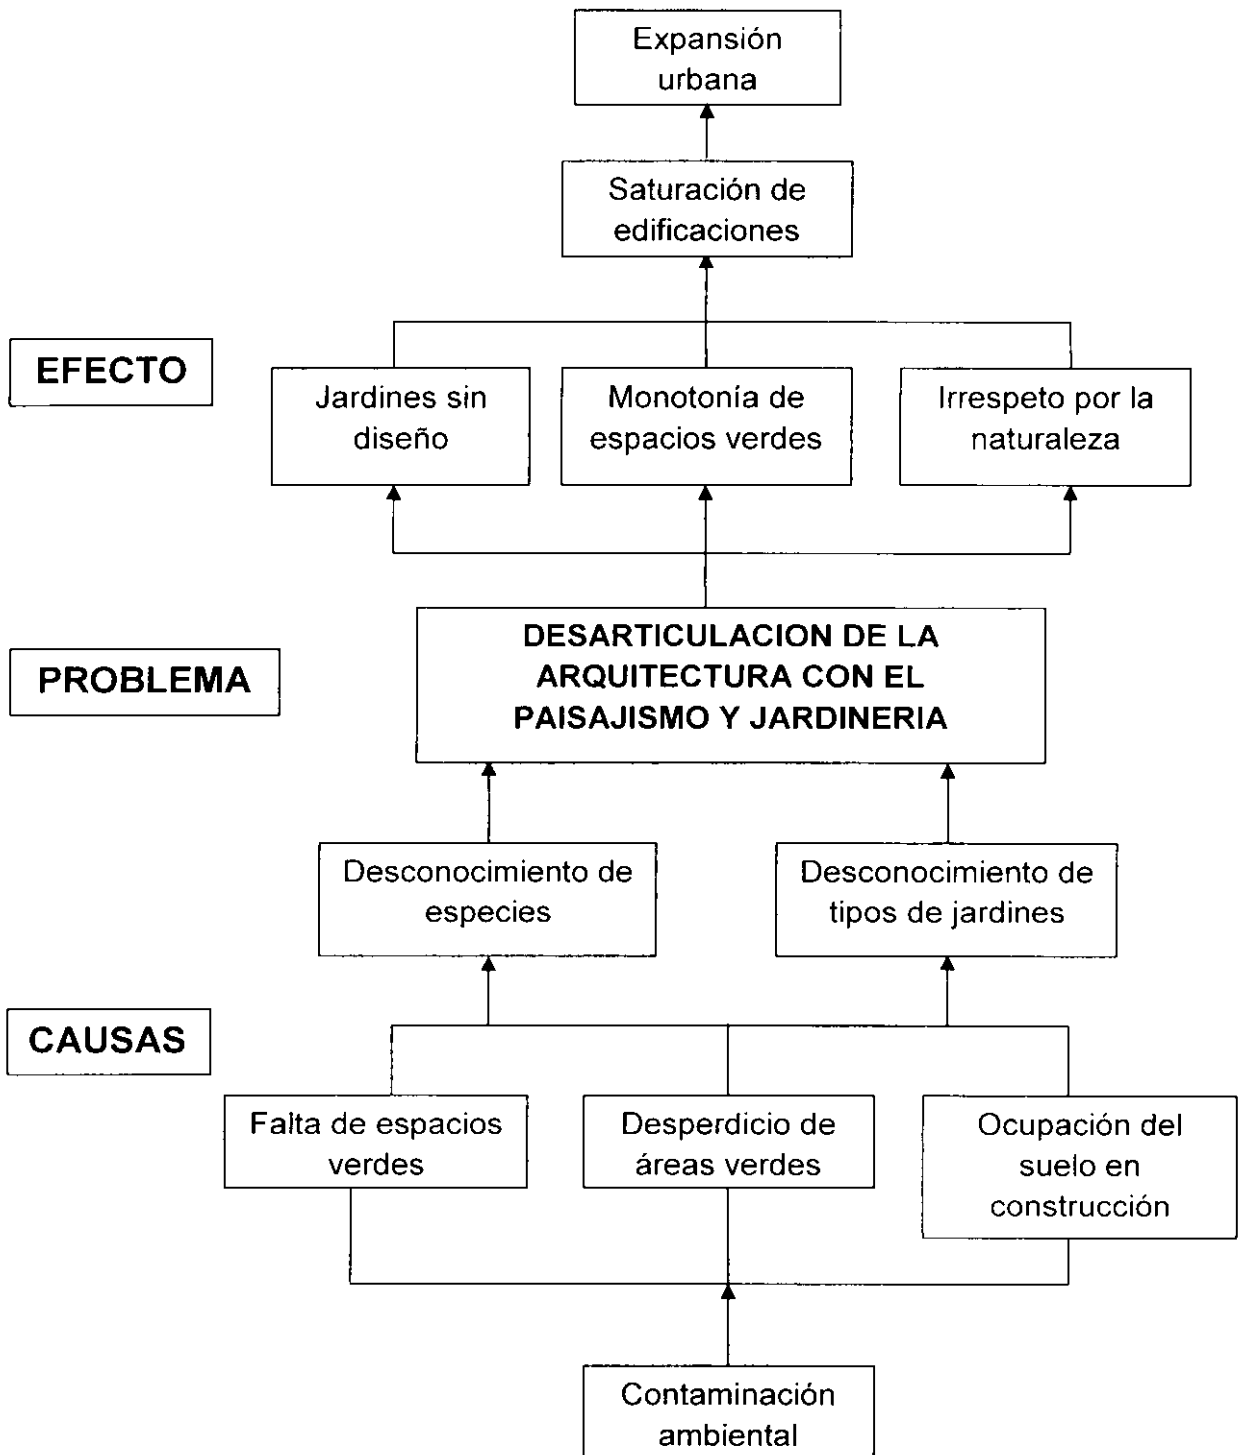 Expansión
urbana
Saturación de
edificaciones
EFECTO
Jardines sin
diseño
Monotonía de
espacios verdes
Irrespeto por la
naturaleza
PROBLEMA
DESARTICULACION DE LA
ARQUITECTURA CON EL
PAISAJISMO Y JARDINERIA
Desconocimiento de
especies
Desconocimiento de
tipos de jardines
CAUSAS
Falta de espacios
verdes
Desperdicio de
áreas verdes
Ocupación del
suelo en
construcción
Contaminación
ambiental